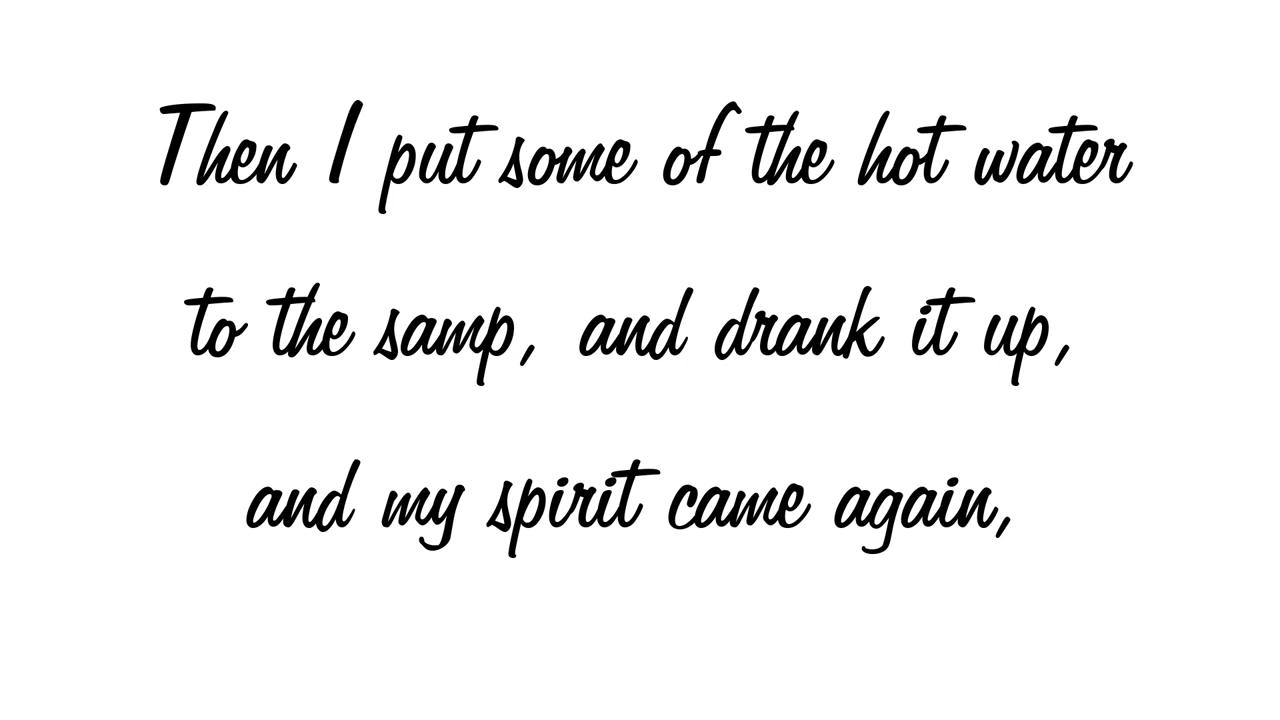 Then I put some of the hot water
to the samp, and drank it up,
and my spirit came again,